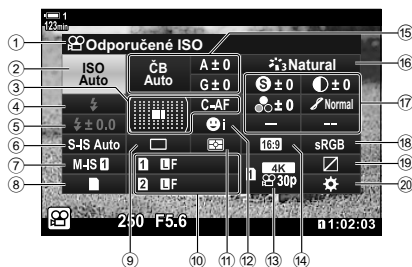 1
123min
① Odporučené ISO
② ISO Auto
ČB Auto
A±0
G±0
⑮
3 Natural ⑯
③
C-AF
S ±0
±0
⑰
④
±0
Normal
⑤ ±0.0
i
–
--
⑥ S-IS Auto
16:9
sRGB ⑱
⑦ M-IS 1
1 LF
1 4K 30p
⑲
⑧
2 LF
⑳
250 F5.6
1 1:02:03
⑨ ⑩ ⑪ ⑫ ⑬ ⑭